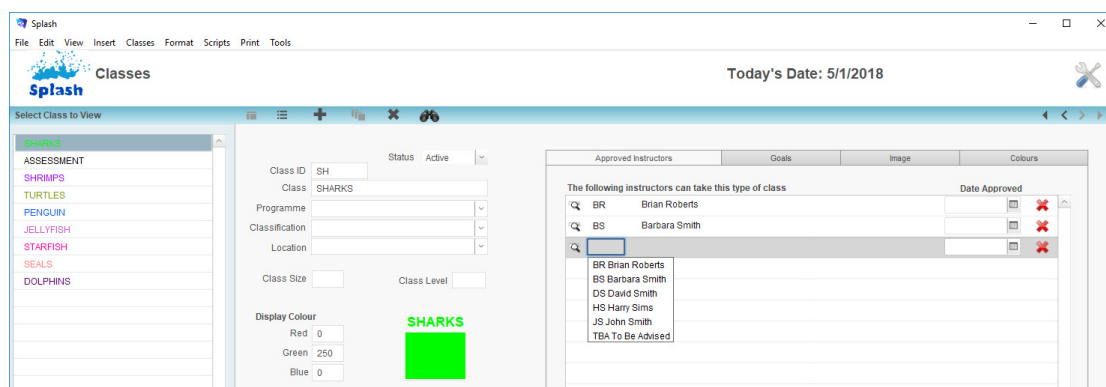 Splash
File Edit View Insert Classes Format Scripts Print Tools
Splash
Classes
Today's Date: 5/1/2018
Select Class to View
SHARKS
ASSESSMENT
SHRIMPS
TURTLES
PENGUIN
JELLYFISH
STARFISH
SEALS
DOLPHINS
Status Active
Class ID SH
Class SHARKS
Programme
Classification
Location
Class Size
Class Level
Display Colour
Red 0
Green 250
Blue 0
SHARKS
Approved Instructors Goals Image Colours
The following instructors can take this type of class Date Approved
BR Brian Roberts
BS Barbara Smith
BR Brian Roberts
BS Barbara Smith
DS David Smith
HS Harry Sims
JS John Smith
TBA To Be Advised